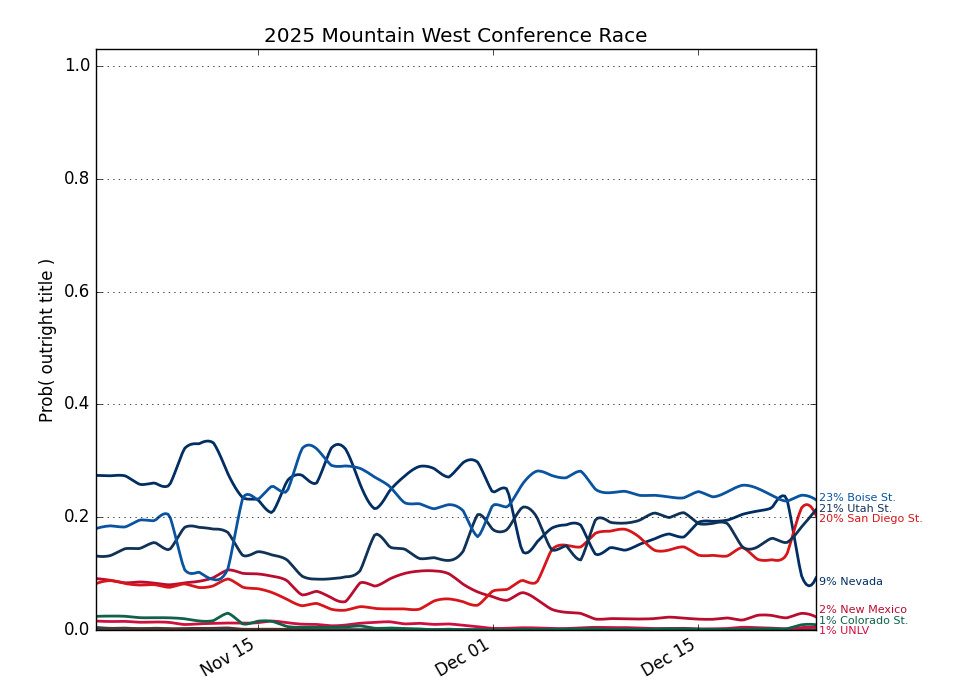 2025 Mountain West Conference Race
Prob( outright title )
1.0
0.8
0.6
0.4
0.2
0.0
Nov 15
Dec 01
Dec 15
23% Boise St.
21% Utah St.
20% San Diego St.
9% Nevada
2% New Mexico
1% Colorado St.
1% UNLV